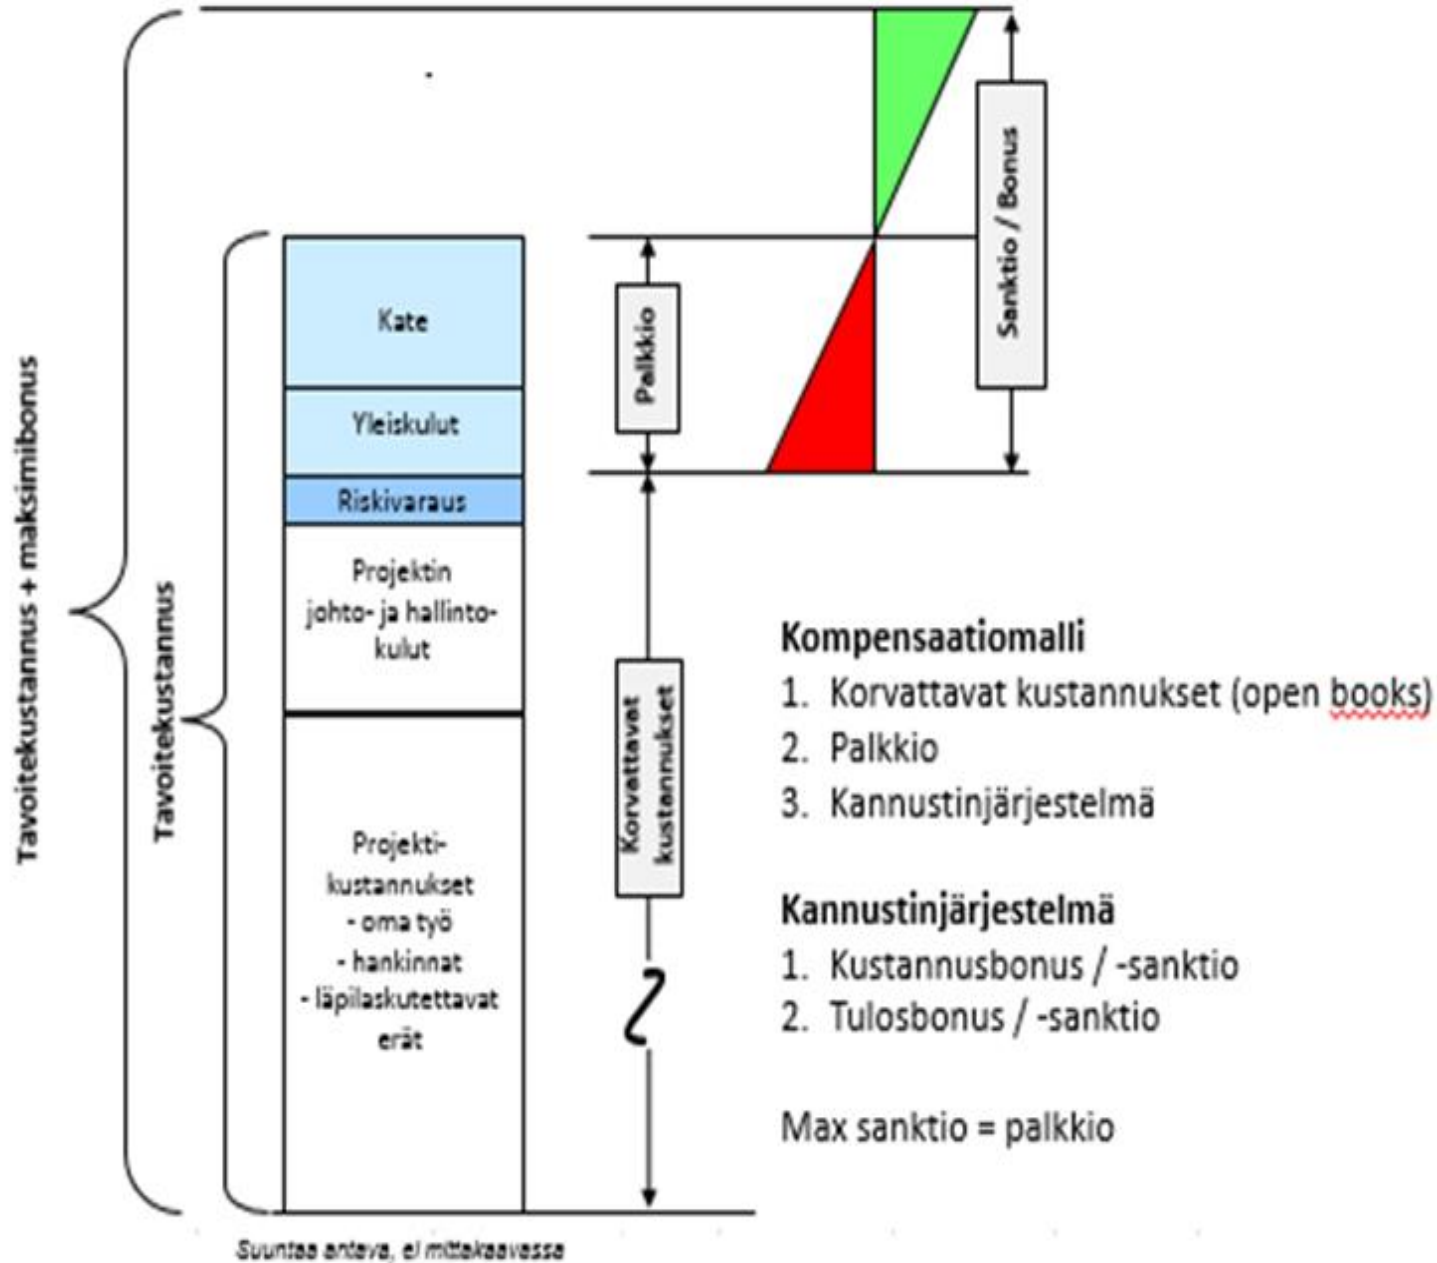 Tavoitekustannus + maksimibonus
Tavoitekustannus
Kate
Yleiskulut
Riskivaraus
Projektin
johto- ja hallinto-
kulut
Projekti-
kustannukset
- oma työ
- hankinnat
- läpilaskutettavat
erät
Palkkio
Korvattavat
kustannukset
Sanktio / Bonus
Kompensaatiomalli
1. Korvattavat kustannukset (open books)
2. Palkkio
3. Kannustinjärjestelmä
Kannustinjärjestelmä
1. Kustannusbonus / -sanktio
2. Tulosbonus / -sanktio
Max sanktio = palkkio
Suuntaa antava, ei mittakaavassa